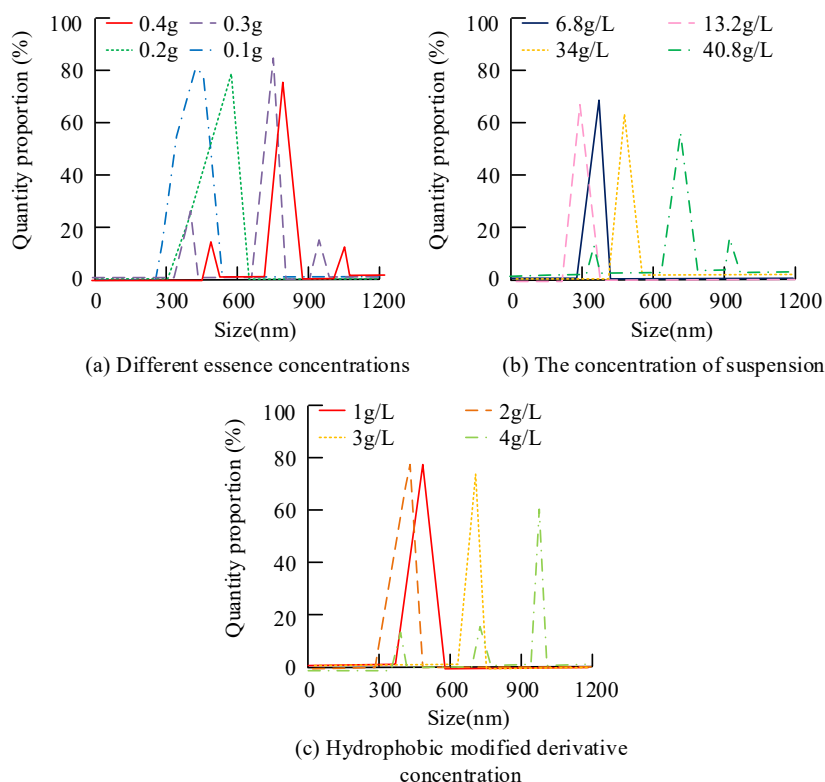 0.4g 0.3g
0.2g 0.1g
Quantity proportion (%)
100
80
60
40
20
0
0 300 600 900 1200
Size(nm)
(a) Different essence concentrations
6.8g/L 13.2g/L
34g/L 40.8g/L
Quantity proportion (%)
100
80
60
40
20
0
0 300 600 900 1200
Size(nm)
(b) The concentration of suspension
1g/L 2g/L
3g/L 4g/L
Quantity proportion (%)
100
80
60
40
20
0
0 300 600 900 1200
Size(nm)
(c) Hydrophobic modified derivative
concentration